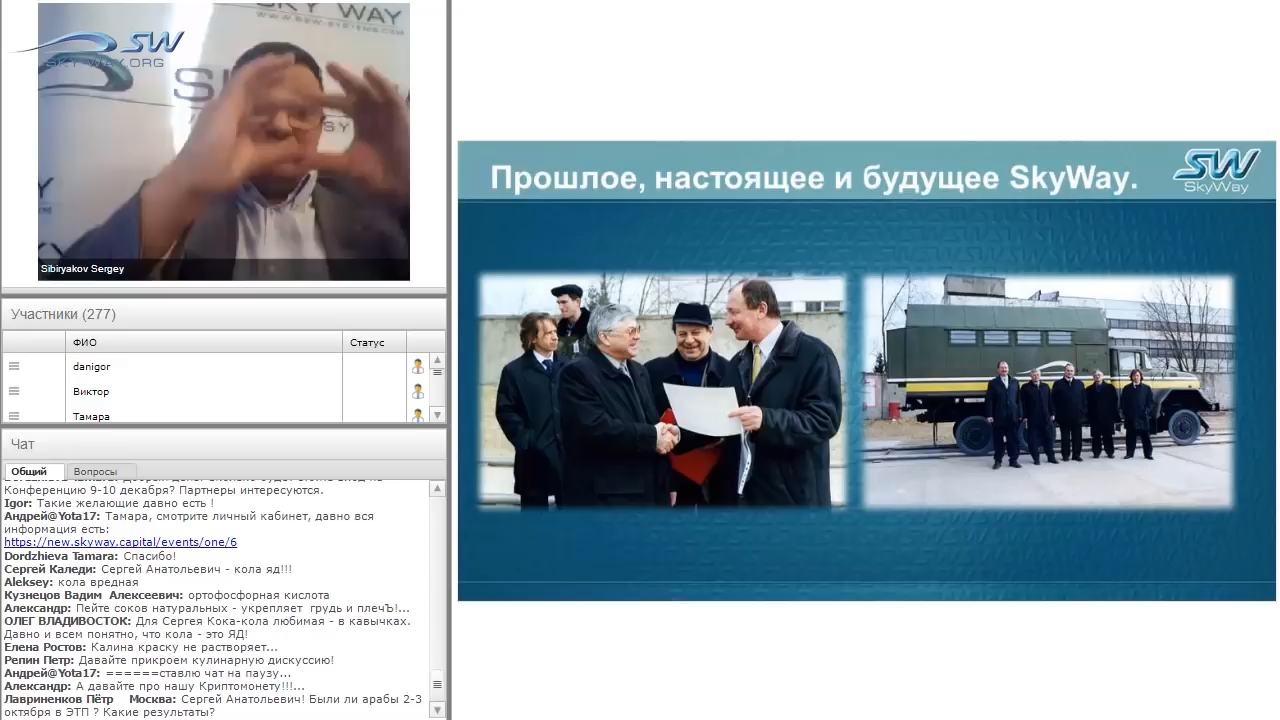 SKY WAY
WWW.RSW-SYSTEMS.COM
SW
SKY WAY.ORG
Sibiryakov Sergey
Участники (277)
ФИО
Статус
danigor
Виктор
Тамара
Чат
Общий
Вопросы
Конференцию 9-10 декабря? Партнеры интересуются.
Igor: Такие желающие давно есть !
Андрей@Yota17: Тамара, смотрите личный кабинет, давно вся
информация есть:
https://new.skyway.capital/events/one/6
Dordzhieva Tamara: Спасибо!
Сергей Каледи: Сергей Анатольевич - кола яд!!!
Aleksey: кола вредная
Кузнецов Вадим Алексеевич: ортофосфорная кислота
Александр: Пейте соков натуральных - укрепляет грудь и плечЪ!...
ОЛЕГ ВЛАДИВОСТОК: Для Сергея Кока-кола любимая - в кавычках.
Давно и всем понятно, что кола - это ЯД!
Елена Ростов: Калина краску не растворяет...
Репин Петр: Давайте прикроем кулинарную дискуссию!
Андрей@Yota17: ======ставлю чат на паузу...
Александр: А давайте про нашу Криптомонету!!!...
Лавриненков Пётр Москва: Сергей Анатольевич! Были ли арабы 2-3
октября в ЭТП ? Какие результаты?
Прошлое, настоящее и будущее SkyWay.
SW
SkyWay